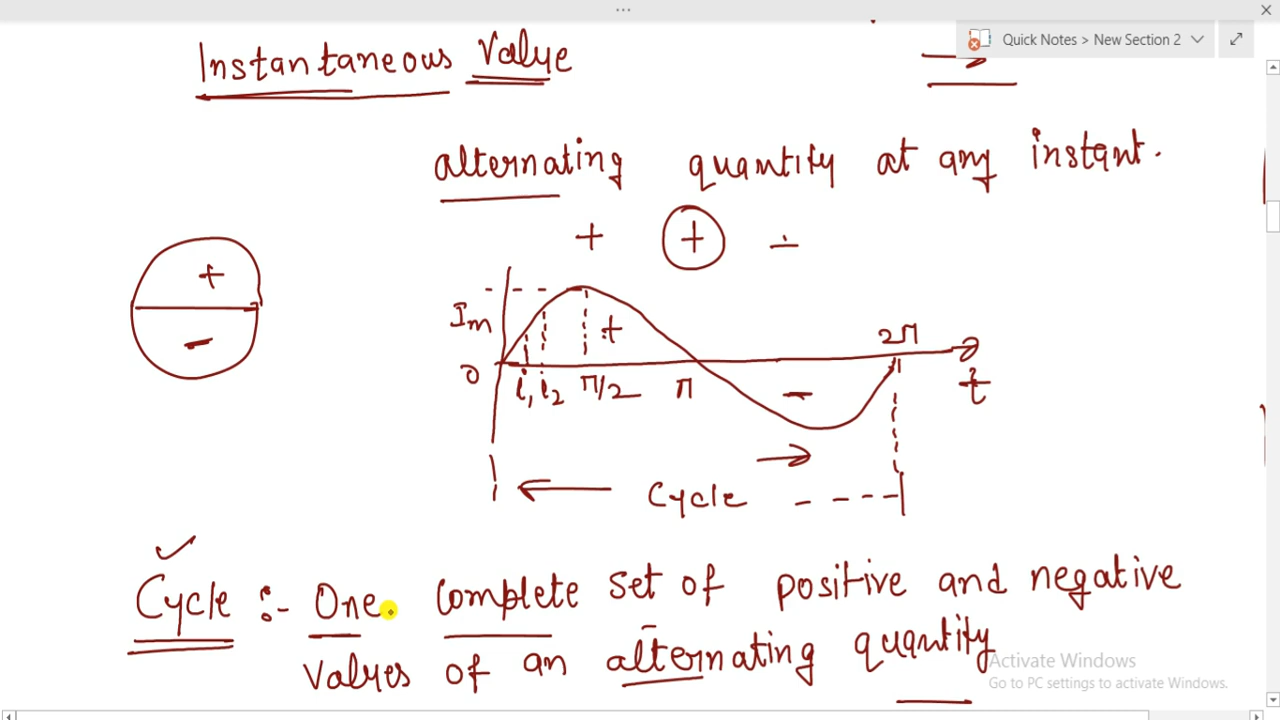 Quick Notes > New Section 2
Instantaneous Value
alternating quantity at any instant.
+ + -
+
-
Im
+
2π
0 i1 i2 π/2 π
-
t
Cycle
Cycle :- One complete set of positive and negative
values of an alternating quantity
Activate Windows
Go to PC settings to activate Windows.